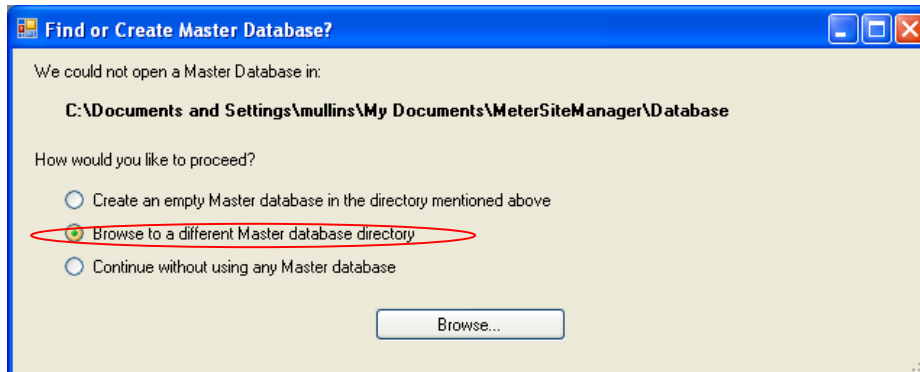 Find or Create Master Database?
We could not open a Master Database in:
C:\Documents and Settings\mullins\My Documents\MeterSiteManager\Database
How would you like to proceed?
Create an empty Master database in the directory mentioned above
Browse to a different Master database directory
Continue without using any Master database
Browse...